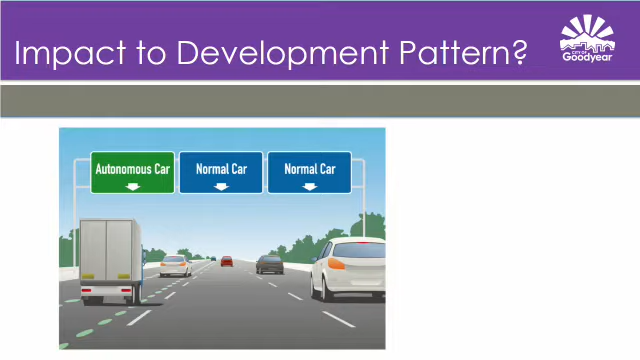 Impact to Development Pattern?
CITY OF
Goodyear
Autonomous Car
Normal Car
Normal Car